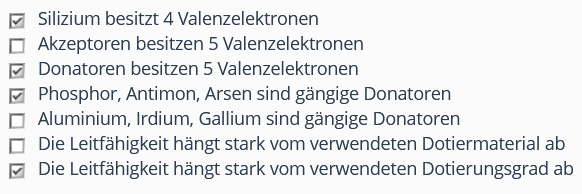 Silizium besitzt 4 Valenzelektronen
Akzeptoren besitzen 5 Valenzelektronen
Donatoren besitzen 5 Valenzelektronen
Phosphor, Antimon, Arsen sind gängige Donatoren
Aluminium, Irdium, Gallium sind gängige Donatoren
Die Leitfähigkeit hängt stark vom verwendeten Dotiermaterial ab
Die Leitfähigkeit hängt stark vom verwendeten Dotierungsgrad ab